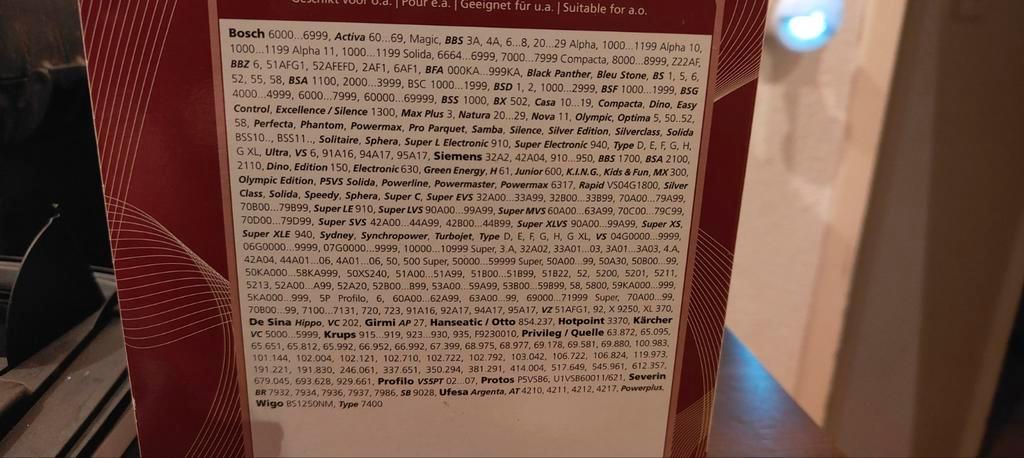 Geschikt voor o.a. | Pour e.a. | Geeignet für u.a. | Suitable for a.o.
Bosch 6000...6999, Activa 60...69, Magic, BBS 3A, 4A, 6...8, 20...29 Alpha, 1000...1199 Alpha 10,
1000...1199 Alpha 11, 1000...1199 Solida, 6664...6999, 7000...7999 Compacta, 8000...8999, Z22AF,
BBZ 6, 51AFG1, 52AFEFD, 2AF1, 6AF1, BFA 000KA...999KA, Black Panther, Bleu Stone, BS 1, 5, 6,
52, 55, 58, BSA 1100, 2000...3999, BSC 1000...1999, BSD 1, 2, 1000...2999, BSF 1000...1999, BSG
4000...4999, 6000...7999, 60000...69999, BSS 1000, BX 502, Casa 10...19, Compacta, Dino, Easy
Control, Excellence / Silence 1300, Max Plus 3, Natura 20...29, Nova 11, Olympic, Optima 5, 50...52,
58, Perfecta, Phantom, Powermax, Pro Parquet, Samba, Silence, Silver Edition, Silverclass, Solida
BSS10.., BSS11.., Solitaire, Sphera, Super L Electronic 910, Super Electronic 940, Type D, E, F, G, H,
G XL, Ultra, VS 6, 91A16, 94A17, 95A17, Siemens 32A2, 42A04, 910...950, BBS 1700, BSA 2100,
2110, Dino, Edition 150, Electronic 630, Green Energy, H 61, Junior 600, K.I.N.G., Kids & Fun, MX 300,
Olympic Edition, P5VS Solida, Powerline, Powermaster, Powermax 6317, Rapid VS04G1800, Silver
Class, Solida, Speedy, Sphera, Super C, Super EVS 32A00...33A99, 32B00...33B99, 70A00...79A99,
70B00...79B99, Super LE 910, Super LVS 90A00...99A99, Super MVS 60A00...63A99, 70C00...79C99,
70D00...79D99, Super SVS 42A00...44A99, 42B00...44B99, Super XLVS 90A00...99A99, Super XS,
Super XLE 940, Sydney, Synchropower, Turbojet, Type D, E, F, G, H, G XL, VS 04G0000...9999,
06G0000...9999, 07G0000...9999, 10000...10999 Super, 3.A, 32A02, 33A01...03, 3A01...3A03, 4.A,
42A04, 44A01...06, 4A01...06, 50, 500 Super, 50000...59999 Super, 50A00...99, 50A30, 50B00...99,
50KA000...58KA999, 50XS240, 51A00...51A99, 51B00...51B99, 51B22, 52, 5200, 5201, 5211,
5213, 52A00...A99, 52A20, 52B00...B99, 53A00...59A99, 53B00...59B99, 58, 5800, 59KA000...999,
5KA000...999, 5P Profilo, 6, 60A00...62A99, 63A00...99, 69000...71999 Super, 70A00...99,
70B00...99, 7100...7131, 720, 723, 91A16, 92A17, 94A17, 95A17, VZ 51AFG1, 92, X 9250, XL 370,
De Sina Hippo, VC 202, Girmi AP 27, Hanseatic / Otto 854.237, Hotpoint 3370, Kärcher
VC 5000...5999, Krups 915...919, 923...930, 935, F9230010, Privileg / Quelle 63.872, 65.095,
65.651, 65.812, 65.992, 66.952, 66.992, 67.399, 68.975, 68.977, 69.178, 69.581, 69.880, 100.983,
101.144, 102.004, 102.121, 102.710, 102.722, 102.792, 103.042, 106.722, 106.824, 119.973,
191.221, 191.830, 246.061, 337.651, 350.294, 381.291, 414.004, 517.649, 545.961, 612.357,
679.045, 693.628, 929.661, Profilo VSSPT 02...07, Protos P5VSB6, U1VSB60011/621, Severin
BR 7932, 7934, 7936, 7937, 7986, SB 9028, Ufesa Argenta, AT 4210, 4211, 4212, 4217, Powerplus,
Wigo BS1250NM, Type 7400